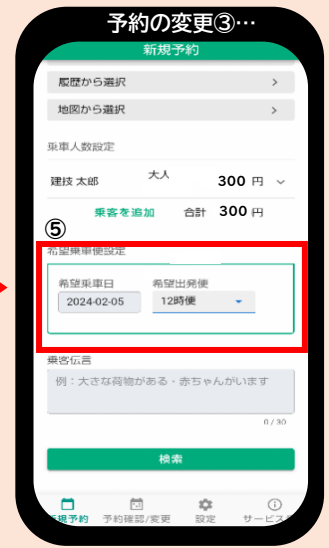 予約の変更③…
新規予約
履歴から選択
地図から選択
乗車人数設定
建技 太郎 大人 300 円
乗客を追加 合計 300 円
⑤
希望乗車便設定
希望乗車日 希望出発便
2024-02-05 12時便
乗客伝言
例：大きな荷物がある・赤ちゃんがいます
0 / 30
検索
新規予約 予約確認/変更 設定 サービス